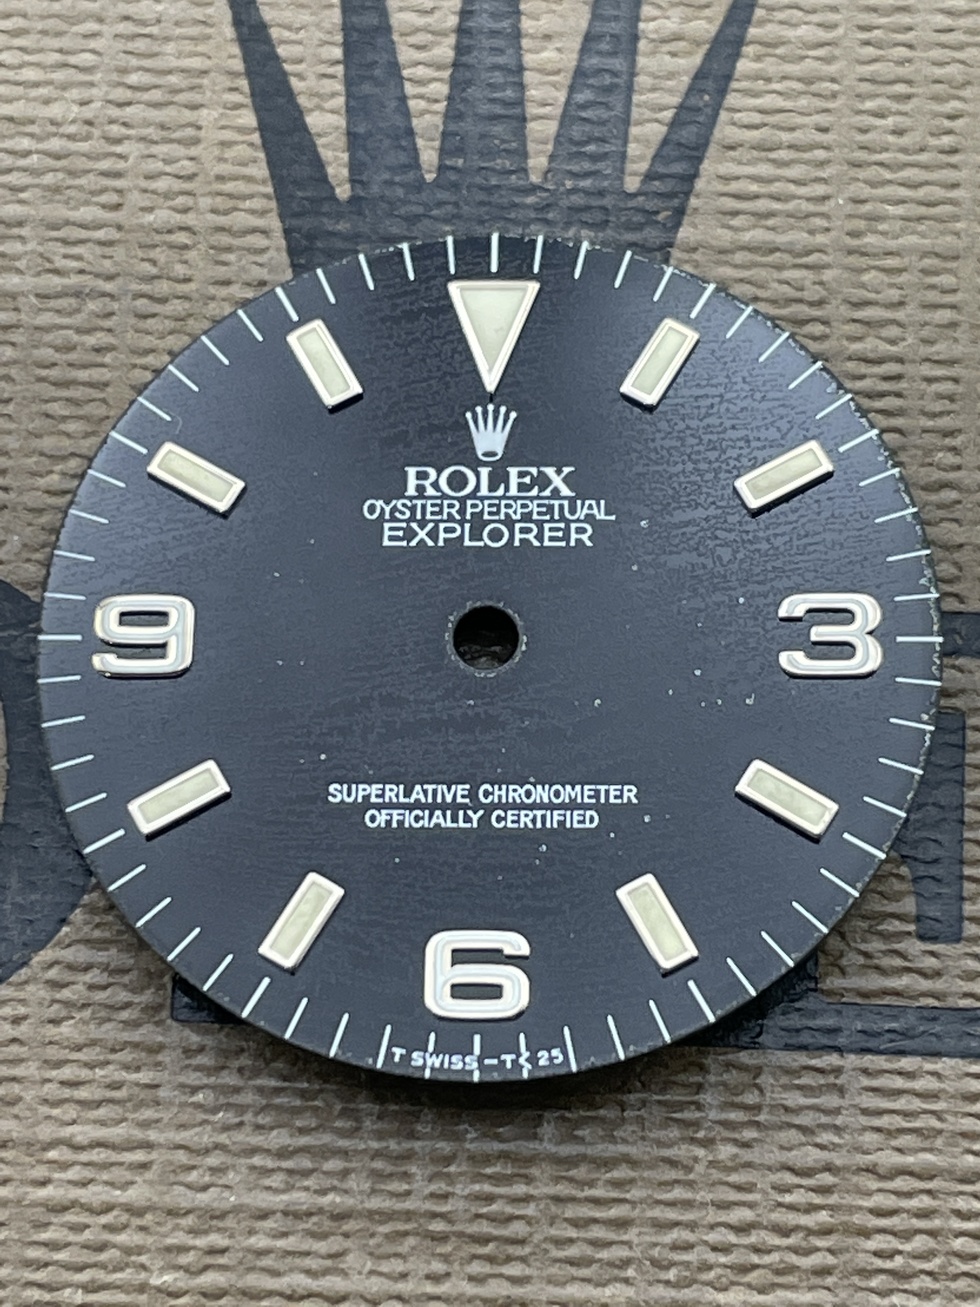 ROLEX
OYSTER PERPETUAL
EXPLORER
9 3
SUPERLATIVE CHRONOMETER
OFFICIALLY CERTIFIED
6
T SWISS - T< 25